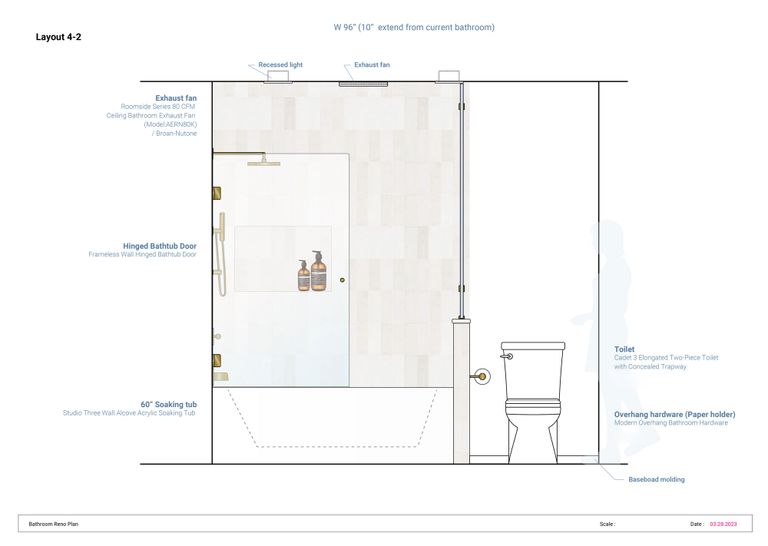 W 96” (10” extend from current bathroom)
Layout 4-2
Recessed light
Exhaust fan
Exhaust fan
Roomside Series 80 CFM
Ceiling Bathroom Exhaust Fan
(Model:AERN80K)
/ Broan-Nutone
Hinged Bathtub Door
Frameless Wall Hinged Bathtub Door
Toilet
Cadet 3 Elongated Two-Piece Toilet
with Concealed Trapway
60” Soaking tub
Studio Three Wall Alcove Acrylic Soaking Tub
Overhang hardware (Paper holder)
Modern Overhang Bathroom Hardware
Baseboad molding
Bathroom Reno Plan
Scale :
Date : 03.29.2023